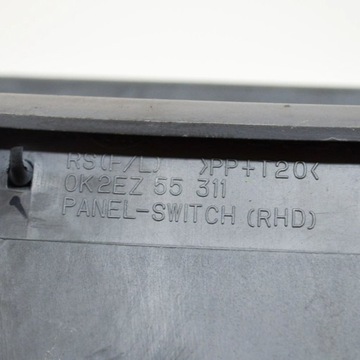 RS(F/L) >PP+T20<
0K2EZ 55 311
PANEL-SWITCH (RHD)